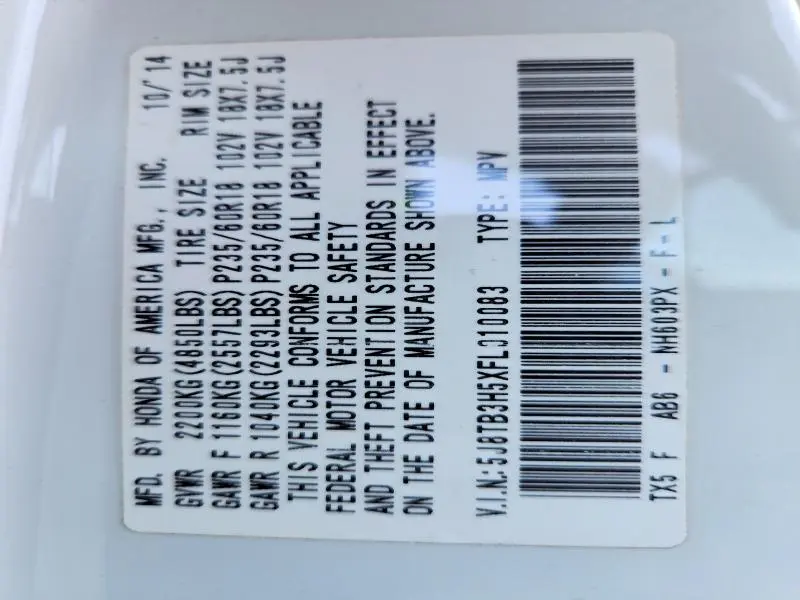 MFD. BY HONDA OF AMERICA MFG., INC. 10/'14
GVWR 2200KG(4850LBS) TIRE SIZE RIM SIZE
GAWR F 1160KG(2557LBS)P235/60R18 102V 18X7.5J
GAWR R 1040KG(2293LBS)P235/60R18 102V 18X7.5J
THIS VEHICLE CONFORMS TO ALL APPLICABLE
FEDERAL MOTOR VEHICLE SAFETY
AND THEFT PREVENTION STANDARDS IN EFFECT
ON THE DATE OF MANUFACTURE SHOWN ABOVE.
V.I.N.: 5J8TB3H5XFL010083 TYPE: MPV
TX5 F AB6 - NH603PX - F - L